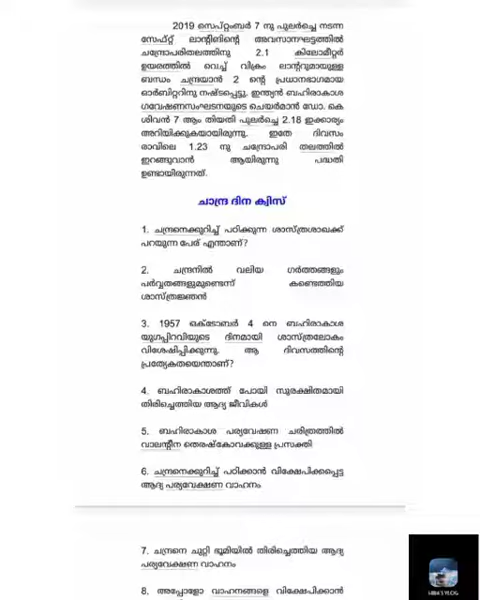 2019 സെപ്റ്റംബർ 7 നു പുലർച്ചെ നടന്ന
സേഫ്റ്റ് ലാന്റിങിന്റെ അവസാനഘട്ടത്തിൽ
ചന്ദ്രോപരിതലത്തിനു 2.1 കിലോമീറ്റർ
ഉയരത്തിൽ വെച്ച് വിക്രം ലാന്ററുമായുള്ള
ബന്ധം ചന്ദ്രയാൻ 2 ന്റെ പ്രധാനഭാഗമായ
ഓർബിറ്ററിനു നഷ്ടപ്പെട്ടു. ഇന്ത്യൻ ബഹിരാകാശ
ഗവേഷണസംഘടനയുടെ ചെയർമാൻ ഡോ. കെ
ശിവൻ 7 ആം തിയതി പുലർച്ചെ 2.18 ഇക്കാര്യം
അറിയിക്കുകയായിരുന്നു. ഇതേ ദിവസം
രാവിലെ 1.23 നു ചന്ദ്രോപരി തലത്തിൽ
ഇറങ്ങുവാൻ ആയിരുന്നു പദ്ധതി
ഉണ്ടായിരുന്നത്.
ചാന്ദ്ര ദിന ക്വിസ്
1. ചന്ദ്രനെക്കുറിച്ച് പഠിക്കുന്ന ശാസ്ത്രശാഖക്ക്
പറയുന്ന പേര് എന്താണ്?
2. ചന്ദ്രനിൽ വലിയ ഗർത്തങ്ങളും
പർവ്വതങ്ങളുമുണ്ടെന്ന് കണ്ടെത്തിയ
ശാസ്ത്രജ്ഞൻ
3. 1957 ഒക്ടോബർ 4 നെ ബഹിരാകാശ
യുഗപ്പിറവിയുടെ ദിനമായി ശാസ്ത്രലോകം
വിശേഷിപ്പിക്കുന്നു. ആ ദിവസത്തിന്റെ
പ്രത്യേകതയെന്താണ്?
4. ബഹിരാകാശത്ത് പോയി സുരക്ഷിതമായി
തിരിച്ചെത്തിയ ആദ്യ ജീവികൾ
5. ബഹിരാകാശ പര്യവേഷണ ചരിത്രത്തിൽ
വാലന്റീന തെരഷ്കോവക്കുള്ള പ്രസക്തി
6. ചന്ദ്രനെക്കുറിച്ച് പഠിക്കാൻ വിക്ഷേപിക്കപ്പെട്ട
ആദ്യ പര്യവേക്ഷണ വാഹനം
7. ചന്ദ്രനെ ചുറ്റി ഭൂമിയിൽ തിരിച്ചെത്തിയ ആദ്യ
പര്യവേക്ഷണ വാഹനം
8. അപ്പോളോ വാഹനങ്ങളെ വിക്ഷേപിക്കാൻ
HIBA'S VLOG